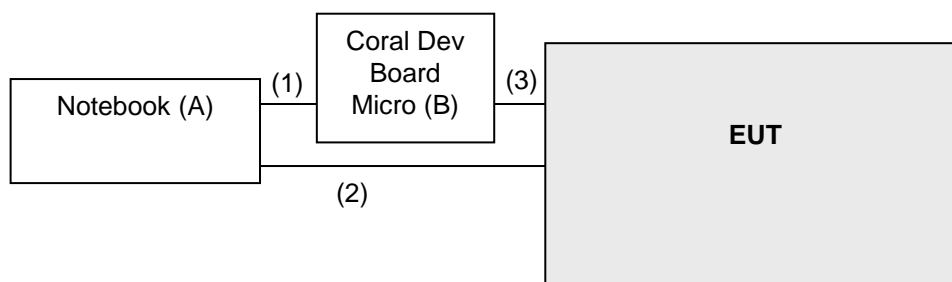 Coral Dev
Board
Micro (B)
(1)
(3)
Notebook (A)
EUT
(2)